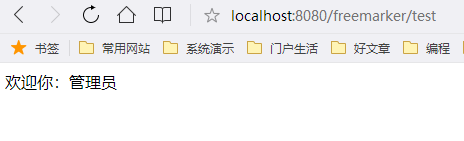 localhost:8080/freemarker/test
书签 常用网站 系统演示 门户生活 好文章 编程
欢迎你：管理员